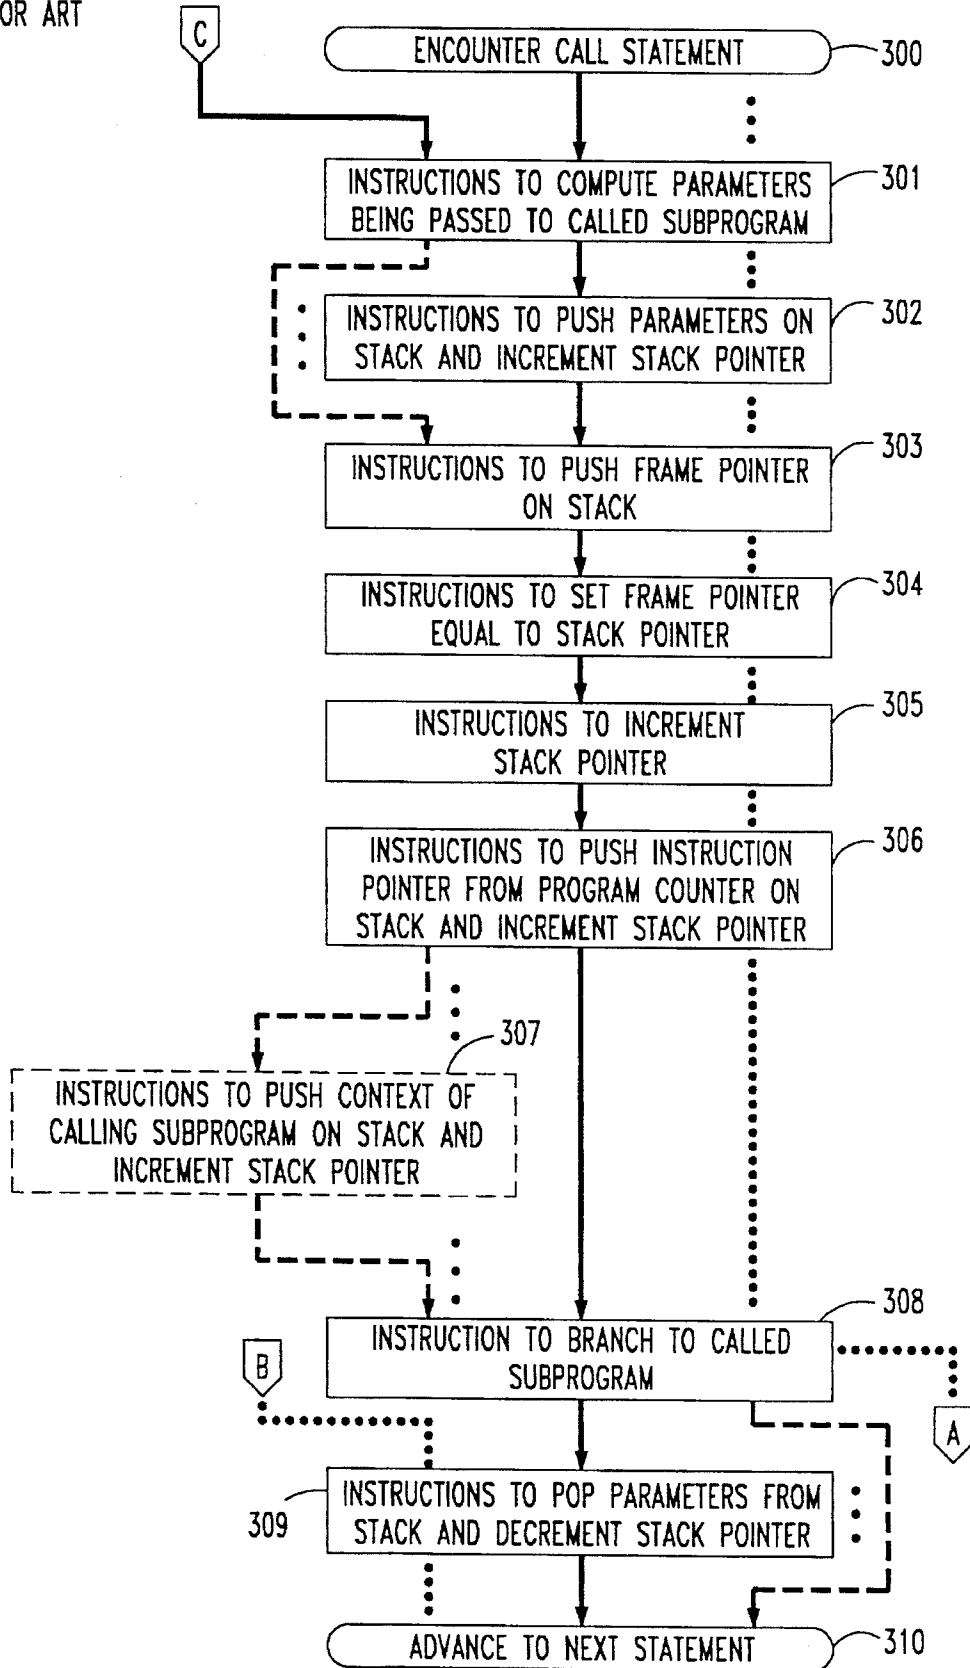 OR ART
C
ENCOUNTER CALL STATEMENT
300
INSTRUCTIONS TO COMPUTE PARAMETERS
BEING PASSED TO CALLED SUBPROGRAM
301
INSTRUCTIONS TO PUSH PARAMETERS ON
STACK AND INCREMENT STACK POINTER
302
INSTRUCTIONS TO PUSH FRAME POINTER
ON STACK
303
INSTRUCTIONS TO SET FRAME POINTER
EQUAL TO STACK POINTER
304
INSTRUCTIONS TO INCREMENT
STACK POINTER
305
INSTRUCTIONS TO PUSH INSTRUCTION
POINTER FROM PROGRAM COUNTER ON
STACK AND INCREMENT STACK POINTER
306
307
INSTRUCTIONS TO PUSH CONTEXT OF
CALLING SUBPROGRAM ON STACK AND
INCREMENT STACK POINTER
308
INSTRUCTION TO BRANCH TO CALLED
SUBPROGRAM
B
A
INSTRUCTIONS TO POP PARAMETERS FROM
STACK AND DECREMENT STACK POINTER
309
ADVANCE TO NEXT STATEMENT
310